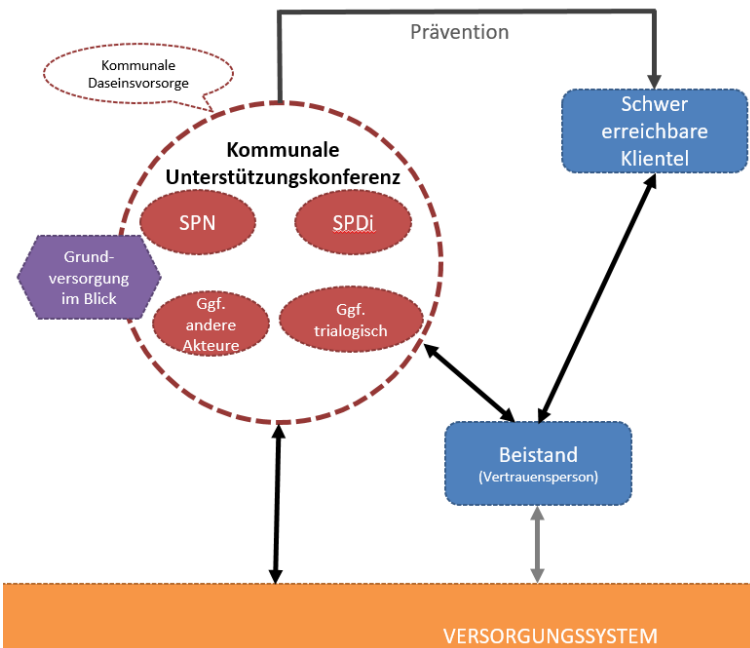 Prävention
Kommunale
Daseinsvorsorge
Schwer
erreichbare
Klientel
Kommunale
Unterstützungskonferenz
SPN
SPDi
Grund-
versorgung
im Blick
Ggf.
andere
Akteure
Ggf.
trialogisch
Beistand
(Vertrauensperson)
VERSORGUNGSSYSTEM